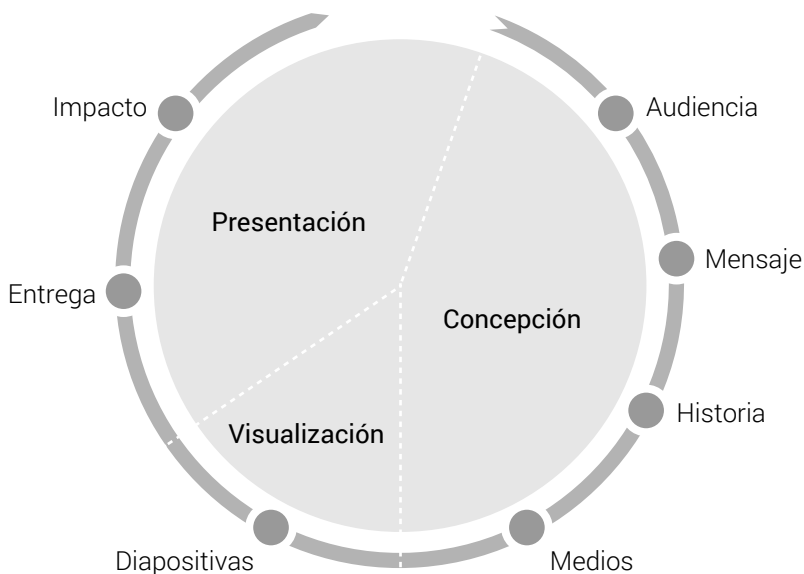 Impacto
Audiencia
Presentación
Mensaje
Entrega
Concepción
Historia
Visualización
Diapositivas
Medios